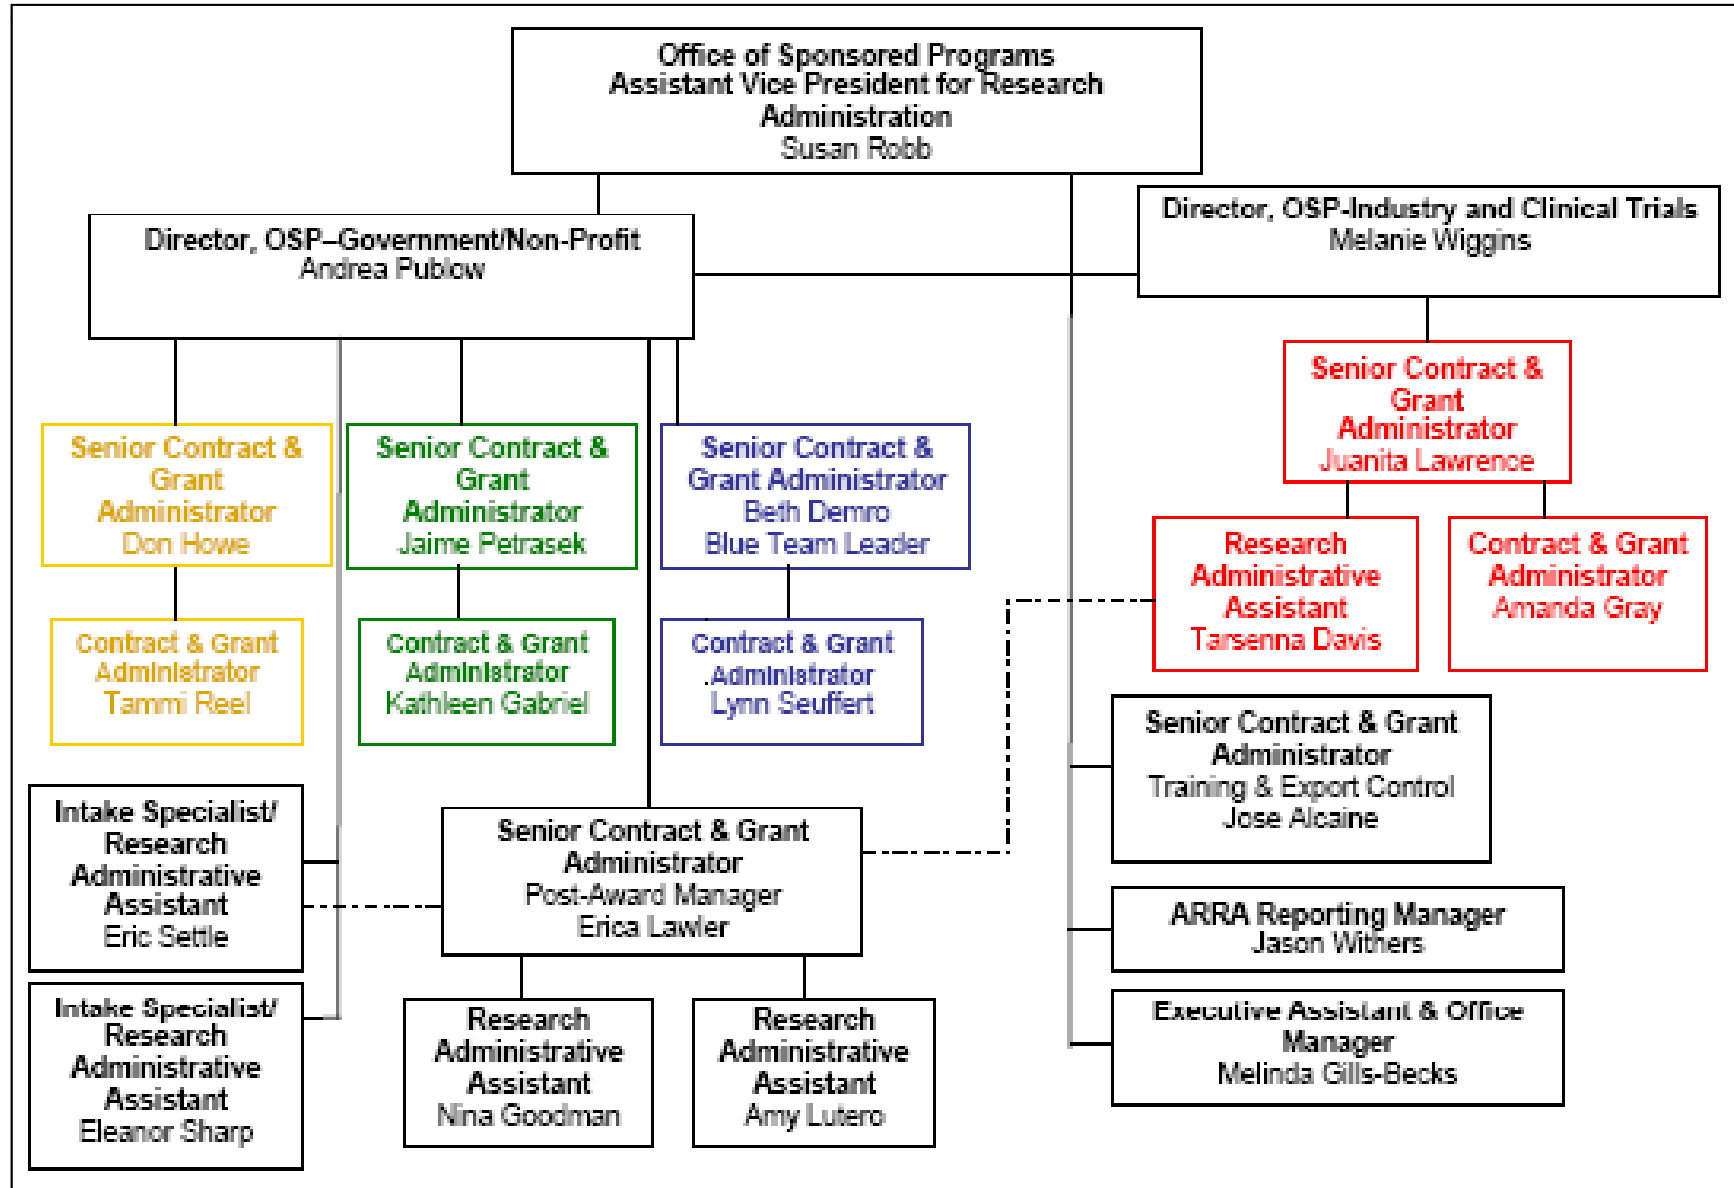 Office of Sponsored Programs
Assistant Vice President for Research
Administration
Susan Robb
Director, OSP–Government/Non-Profit
Andrea Publow
Director, OSP-Industry and Clinical Trials
Melanie Wiggins
Senior Contract &
Grant
Administrator
Juanita Lawrence
Senior Contract &
Grant
Administrator
Don Howe
Senior Contract &
Grant
Administrator
Jaime Petrasek
Senior Contract &
Grant Administrator
Beth Demro
Blue Team Leader
Research
Administrative
Assistant
Tarsenna Davis
Contract & Grant
Administrator
Amanda Gray
Contract & Grant
Administrator
Tammi Reel
Contract & Grant
Administrator
Kathleen Gabriel
Contract & Grant
.Administrator
Lynn Seuffert
Senior Contract & Grant
Administrator
Training & Export Control
Jose Alcaine
Intake Specialist/
Research
Administrative
Assistant
Eric Settle
Senior Contract & Grant
Administrator
Post-Award Manager
Erica Lawler
ARRA Reporting Manager
Jason Withers
Intake Specialist/
Research
Administrative
Assistant
Eleanor Sharp
Research
Administrative
Assistant
Nina Goodman
Research
Administrative
Assistant
Amy Lutero
Executive Assistant & Office
Manager
Melinda Gills-Becks